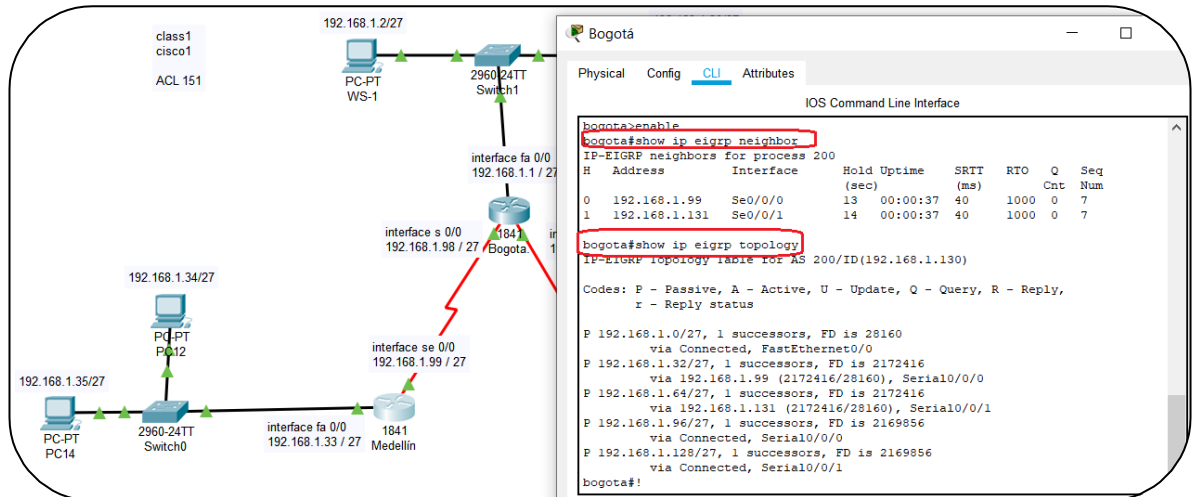 192.168.1.2/27
class1
cisco1
ACL 151
PC-PT
WS-1
2960-24TT
Switch1
interface fa 0/0
192.168.1.1 / 27
interface s 0/0
192.168.1.98 / 27
1841
Bogota.
192.168.1.34/27
PC-PT
PC12
interface se 0/0
192.168.1.99 / 27
192.168.1.35/27
PC-PT
PC14
2960-24TT
Switch0
interface fa 0/0
192.168.1.33 / 27
1841
Medellín
Bogotá
Physical Config CLI Attributes
IOS Command Line Interface
bogota>enable
bogota#show ip eigrp neighbor
IP-EIGRP neighbors for process 200
H Address Interface Hold Uptime SRTT RTO Q Seq
(sec) (ms) Cnt Num
0 192.168.1.99 Se0/0/0 13 00:00:37 40 1000 0 7
1 192.168.1.131 Se0/0/1 14 00:00:37 40 1000 0 7
bogota#show ip eigrp topology
IP-EIGRP Topology Table for AS 200/ID(192.168.1.130)
Codes: P - Passive, A - Active, U - Update, Q - Query, R - Reply,
r - Reply status
P 192.168.1.0/27, 1 successors, FD is 28160
via Connected, FastEthernet0/0
P 192.168.1.32/27, 1 successors, FD is 2172416
via 192.168.1.99 (2172416/28160), Serial0/0/0
P 192.168.1.64/27, 1 successors, FD is 2172416
via 192.168.1.131 (2172416/28160), Serial0/0/1
P 192.168.1.96/27, 1 successors, FD is 2169856
via Connected, Serial0/0/0
P 192.168.1.128/27, 1 successors, FD is 2169856
via Connected, Serial0/0/1
bogota#!